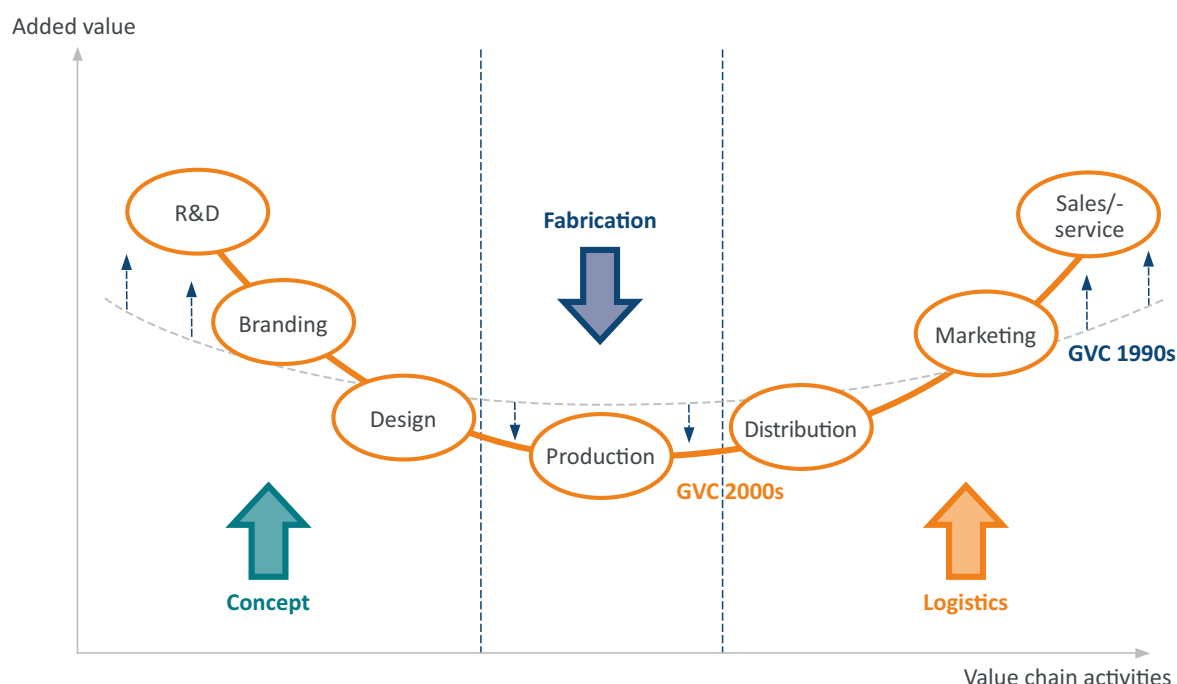 Added value
R&D
Sales/-
service
Fabrication
Branding
Marketing
GVC 1990s
Design
Distribution
Production
GVC 2000s
Concept
Logistics
Value chain activities